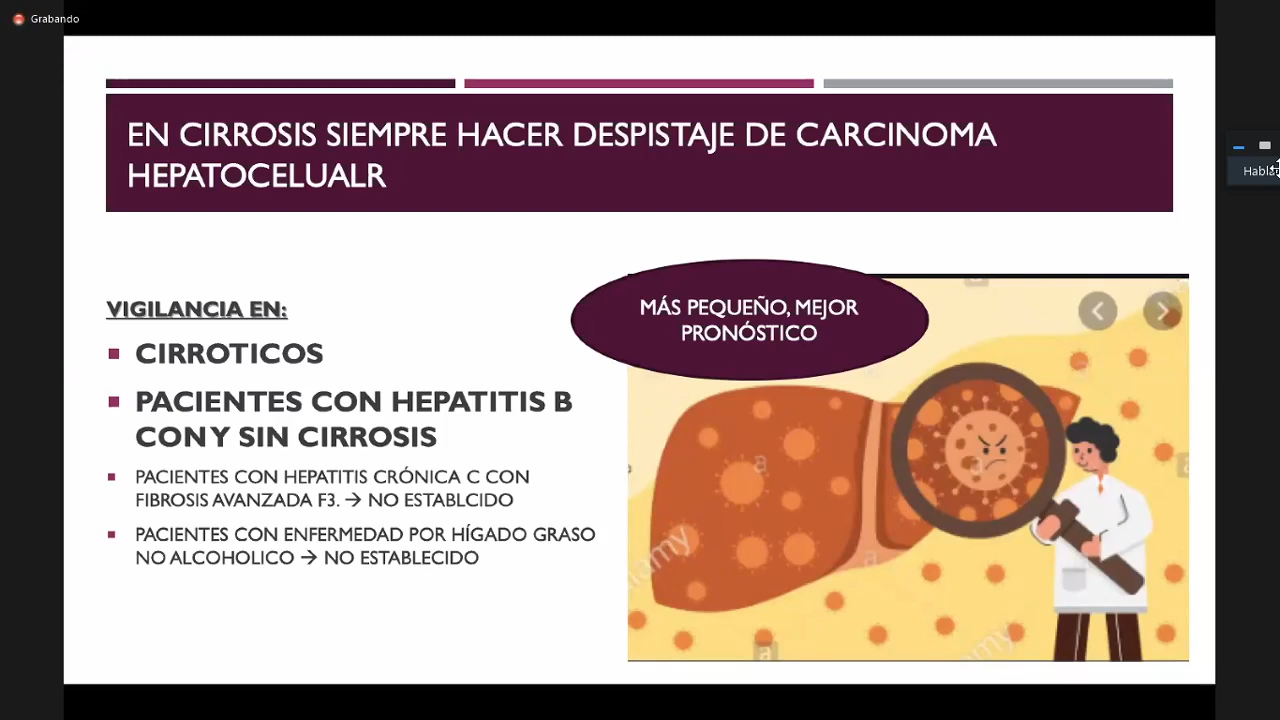 Grabando
EN CIRROSIS SIEMPRE HACER DESPISTAJE DE CARCINOMA
HEPATOCELUALR
VIGILANCIA EN:
CIRROTICOS
PACIENTES CON HEPATITIS B
CON Y SIN CIRROSIS
PACIENTES CON HEPATITIS CRÓNICA C CON
FIBROSIS AVANZADA F3. → NO ESTABLCIDO
PACIENTES CON ENFERMEDAD POR HÍGADO GRASO
NO ALCOHOLICO → NO ESTABLECIDO
MÁS PEQUEÑO, MEJOR
PRONÓSTICO
a
a
a
a